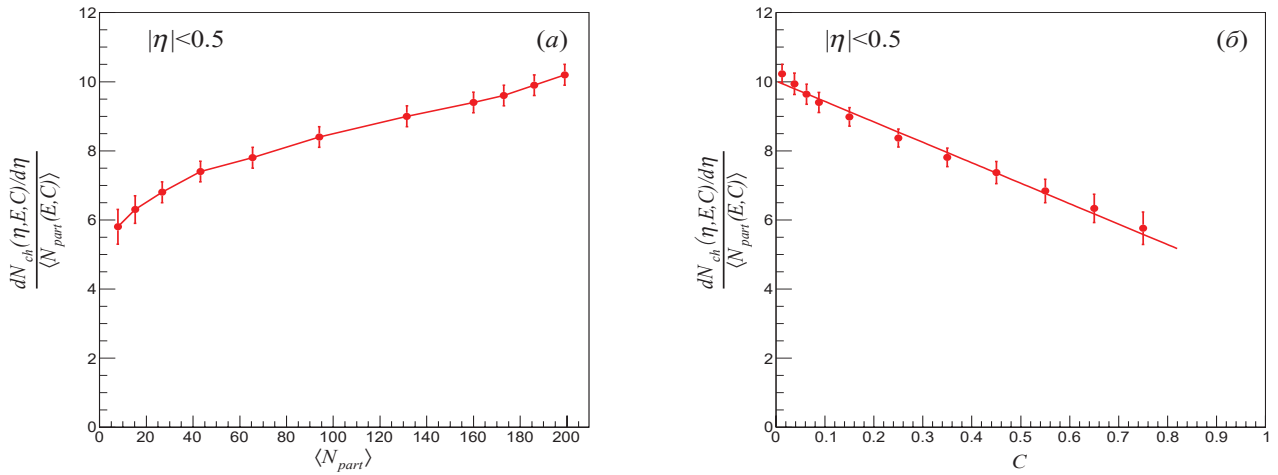 12
10
8
6
4
2
0
|η|<0.5
(а)
dN_ch(η,E,C)/dη
⟨N_part(E,C)⟩
0 20 40 60 80 100 120 140 160 180 200
⟨N_part⟩
12
10
8
6
4
2
0
|η|<0.5
(б)
dN_ch(η,E,C)/dη
⟨N_part(E,C)⟩
0 0.1 0.2 0.3 0.4 0.5 0.6 0.7 0.8 0.9 1
C